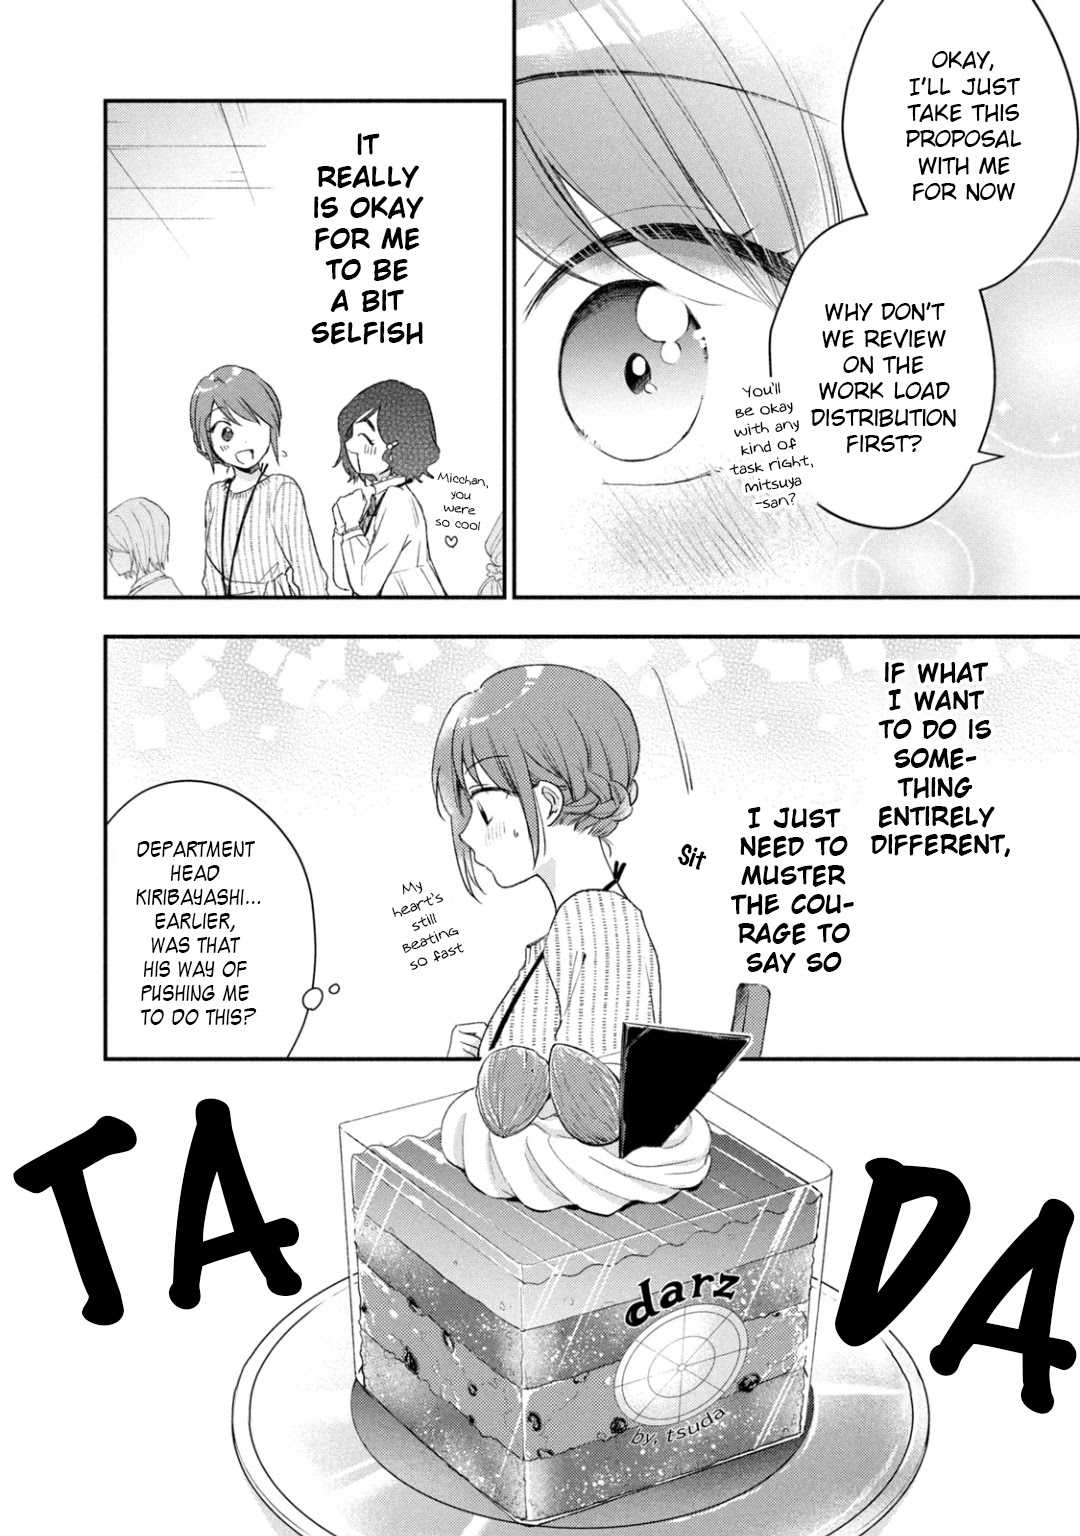 OKAY,
I'LL JUST
TAKE THIS
PROPOSAL
WITH ME
FOR NOW
WHY DON'T
WE REVIEW
ON THE
WORK LOAD
DISTRIBUTION
FIRST?
You'll
be okay
with any
kind of
task right,
mitsuya
-san?
IT
REALLY
IS OKAY
FOR ME
TO BE
A BIT
SELFISH
Micchan,
you
were
so cool
♡
IF WHAT
I WANT
TO DO IS
SOME-
THING
ENTIRELY
DIFFERENT,
I JUST
NEED TO
MUSTER
THE COU-
RAGE TO
SAY SO
Sit
My
heart's
still
beating
so fast
DEPARTMENT
HEAD
KIRIBAYASHI...
EARLIER,
WAS THAT
HIS WAY OF
PUSHING ME
TO DO THIS?
TA DA
darz
by, tsuda